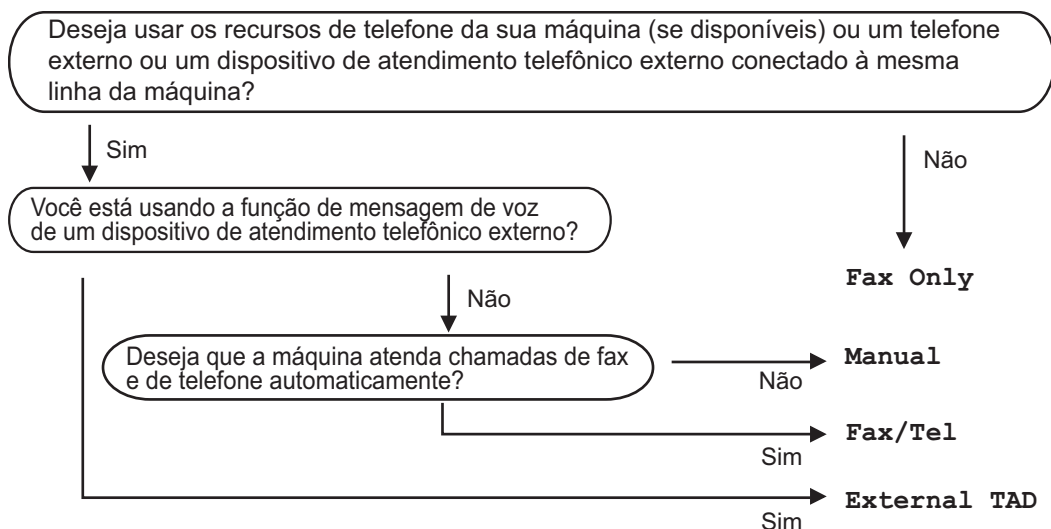 Deseja usar os recursos de telefone da sua máquina (se disponíveis) ou um telefone
externo ou um dispositivo de atendimento telefônico externo conectado à mesma
linha da máquina?
Sim
Não
Você está usando a função de mensagem de voz
de um dispositivo de atendimento telefônico externo?
Fax Only
Não
Deseja que a máquina atenda chamadas de fax
e de telefone automaticamente?
Manual
Não
Fax/Tel
Sim
External TAD
Sim